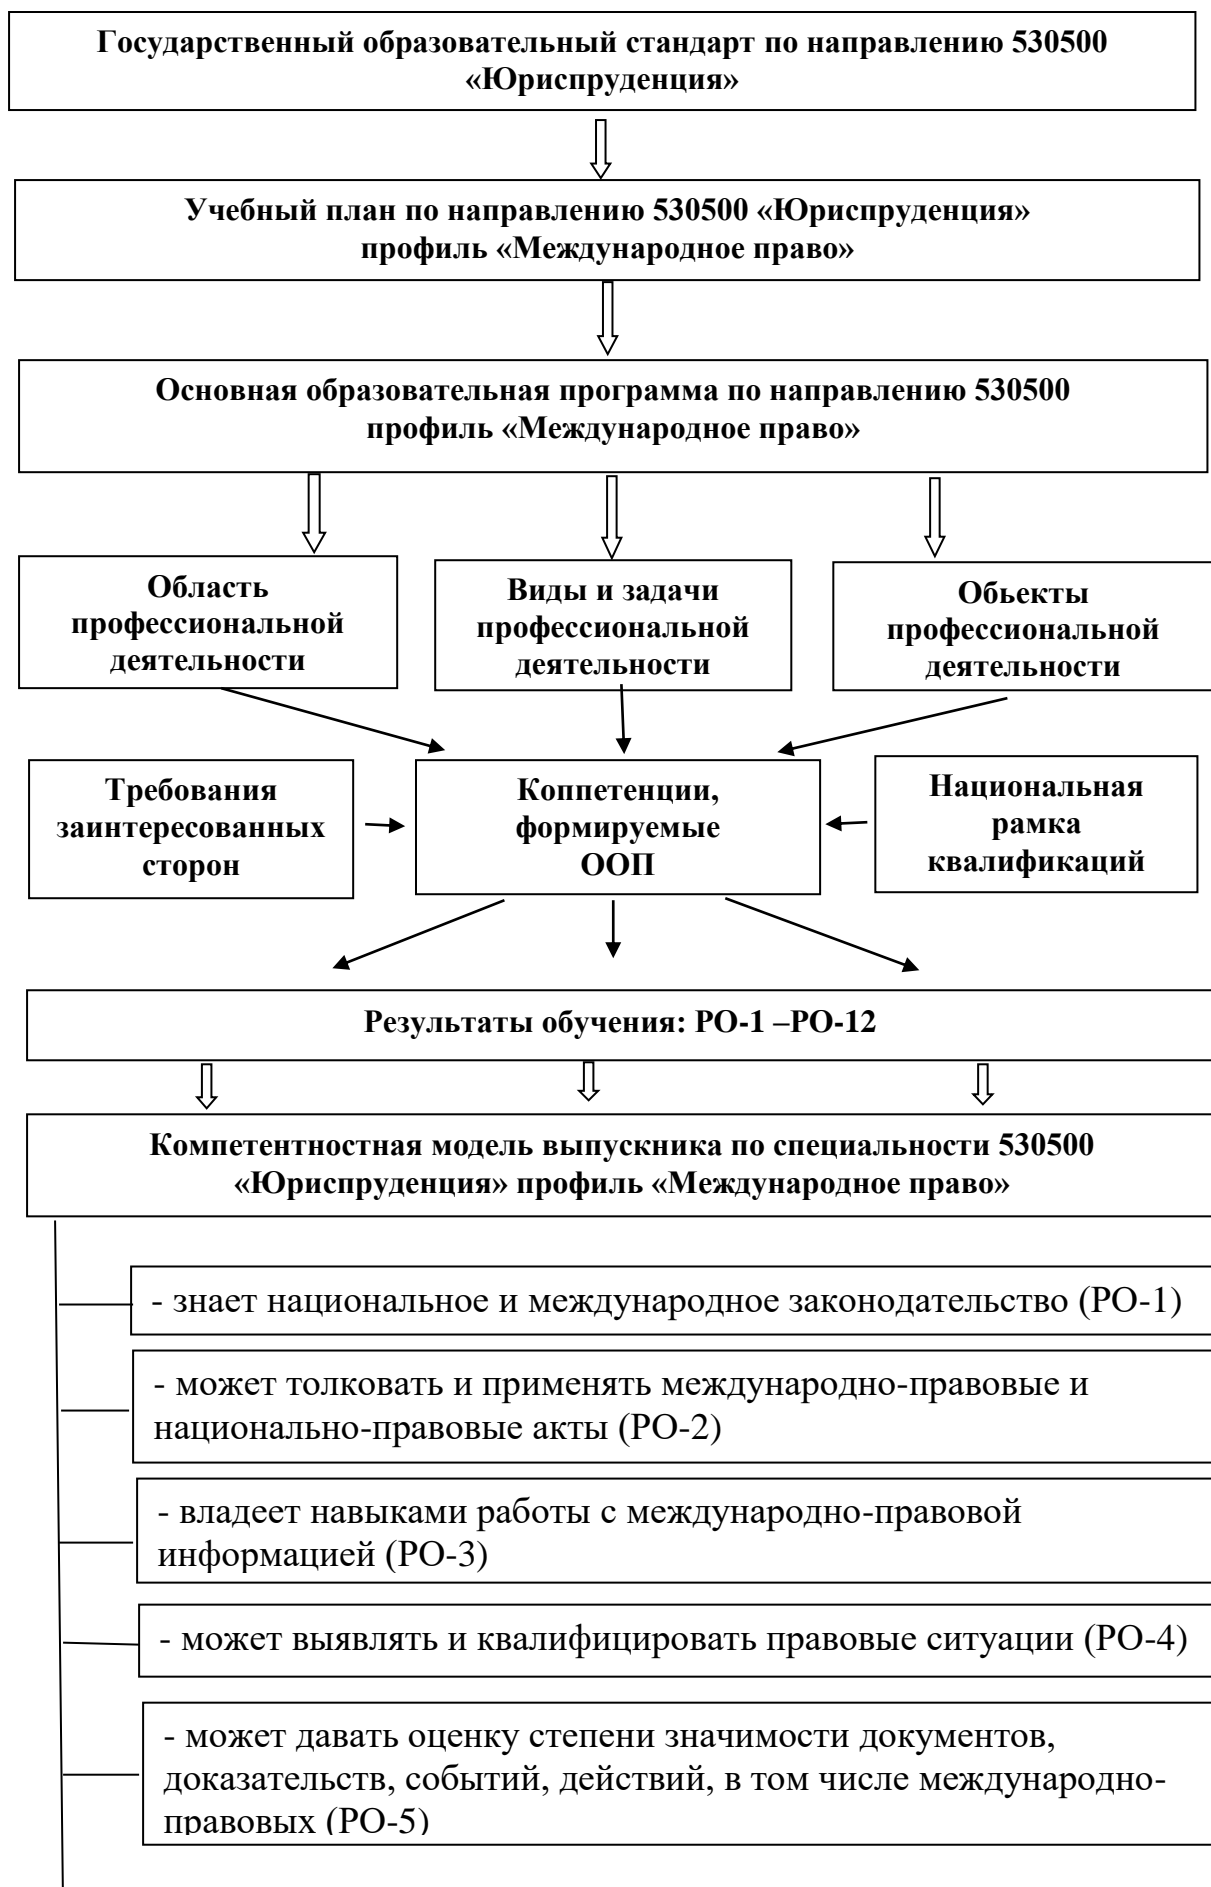 Государственный образовательный стандарт по направлению 530500
«Юриспруденция»
Учебный план по направлению 530500 «Юриспруденция»
профиль «Международное право»
Основная образовательная программа по направлению 530500
профиль «Международное право»
Область
профессиональной
деятельности
Виды и задачи
профессиональной
деятельности
Обьекты
профессиональной
деятельности
Требования
заинтересованных
сторон
Коппетенции,
формируемые
ООП
Национальная
рамка
квалификаций
Результаты обучения: РО-1 –РО-12
Компетентностная модель выпускника по специальности 530500
«Юриспруденция» профиль «Международное право»
- знает национальное и международное законодательство (РО-1)
- может толковать и применять международно-правовые и
национально-правовые акты (РО-2)
- владеет навыками работы с международно-правовой
информацией (РО-3)
- может выявлять и квалифицировать правовые ситуации (РО-4)
- может давать оценку степени значимости документов,
доказательств, событий, действий, в том числе международно-
правовых (РО-5)